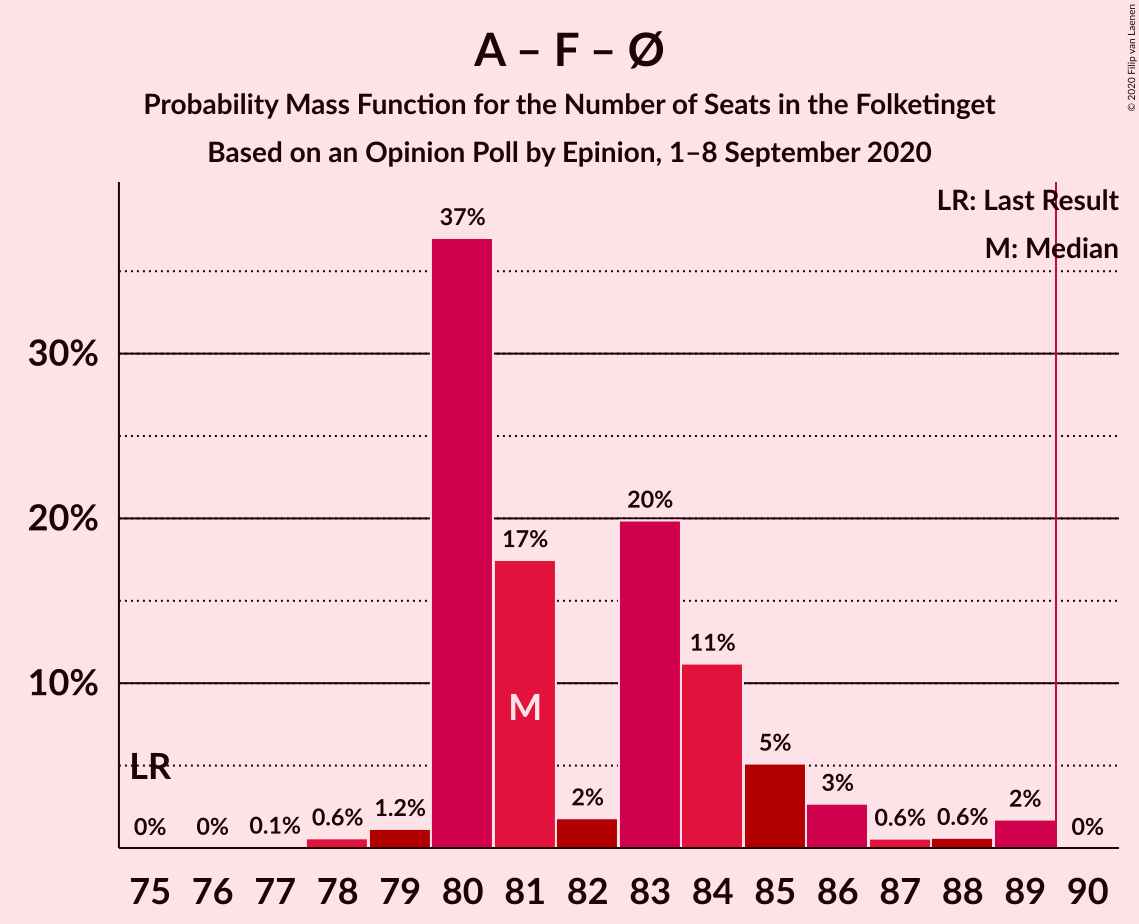 A – F – Ø
Probability Mass Function for the Number of Seats in the Folketinget
Based on an Opinion Poll by Epinion, 1–8 September 2020
© 2020 Filip van Laenen
LR: Last Result
M: Median
37%
30%
20%
20%
17%
11%
10%
M
5%
LR
3%
0% 0% 0.1% 0.6% 1.2% 2% 0.6% 0.6% 2% 0%
75 76 77 78 79 80 81 82 83 84 85 86 87 88 89 90